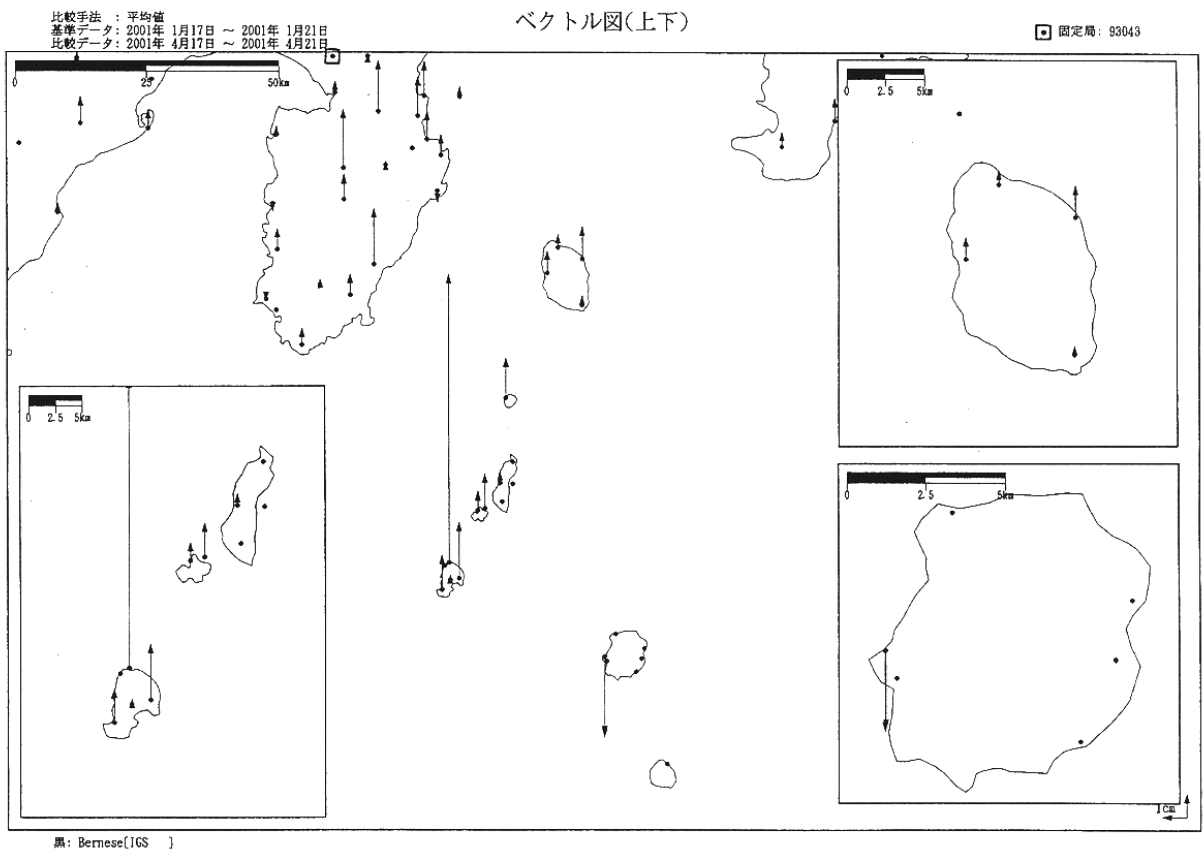 ベクトル図(上下)
比較手法 : 平均値
基準データ: 2001年 1月17日 ~ 2001年 1月21日
比較データ: 2001年 4月17日 ~ 2001年 4月21日
固定局: 93043
0 25 50km
0 2.5 5km
0 2.5 5km
0 2.5 5km
1cm
黒: Bernese[IGS ]